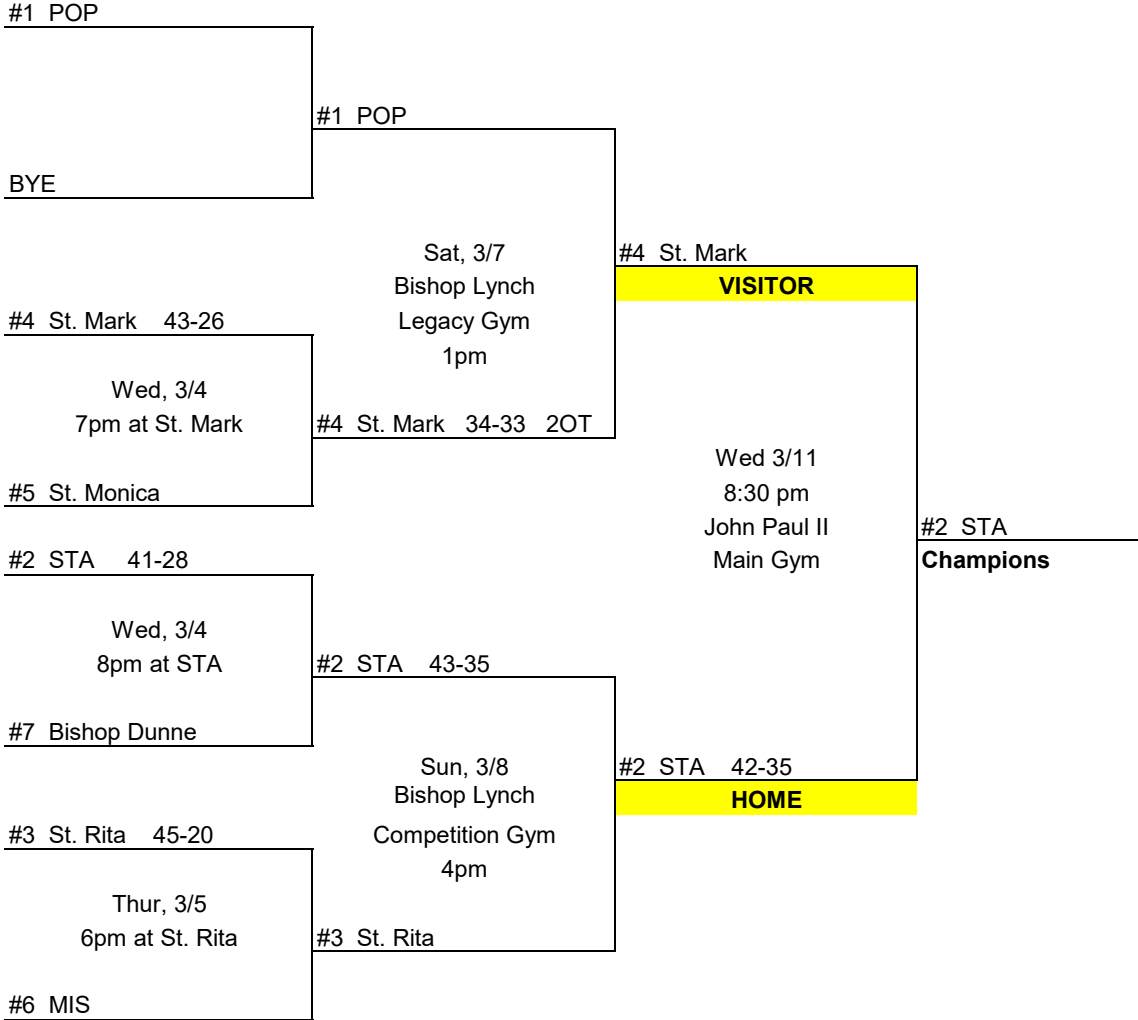 #1 POP
#1 POP
BYE
Sat, 3/7
Bishop Lynch
Legacy Gym
1pm
#4 St. Mark
VISITOR
#4 St. Mark 43-26
Wed, 3/4
7pm at St. Mark
#4 St. Mark 34-33 2OT
#5 St. Monica
Wed 3/11
8:30 pm
John Paul II
Main Gym
#2 STA
Champions
#2 STA 41-28
Wed, 3/4
8pm at STA
#2 STA 43-35
#7 Bishop Dunne
Sun, 3/8
Bishop Lynch
Competition Gym
4pm
#2 STA 42-35
HOME
#3 St. Rita 45-20
Thur, 3/5
6pm at St. Rita
#3 St. Rita
#6 MIS